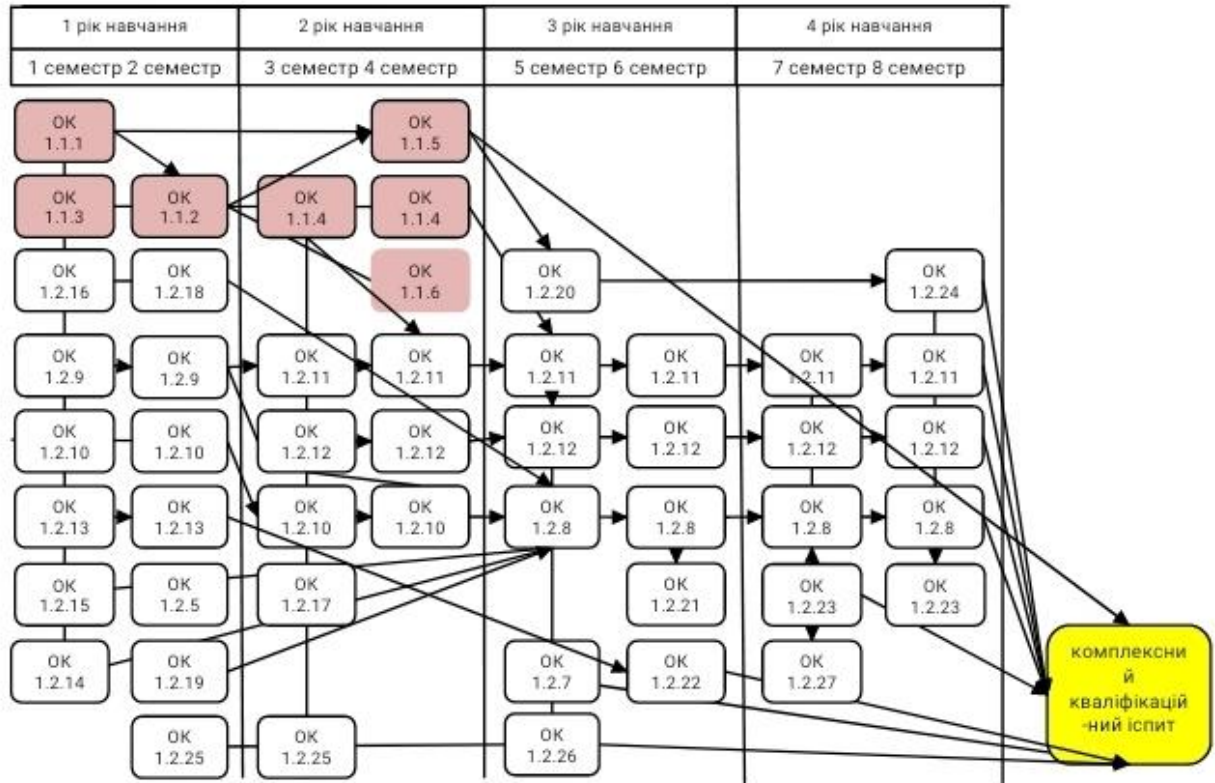 1 рік навчання
2 рік навчання
3 рік навчання
4 рік навчання
1 семестр 2 семестр
3 семестр 4 семестр
5 семестр 6 семестр
7 семестр 8 семестр
ОК
1.1.1
ОК
1.1.5
ОК
1.1.3
ОК
1.1.2
ОК
1.1.4
ОК
1.1.4
ОК
1.2.16
ОК
1.2.18
ОК
1.1.6
ОК
1.2.20
ОК
1.2.24
ОК
1.2.9
ОК
1.2.9
ОК
1.2.11
ОК
1.2.11
ОК
1.2.11
ОК
1.2.11
ОК
1.2.11
ОК
1.2.11
ОК
1.2.10
ОК
1.2.10
ОК
1.2.12
ОК
1.2.12
ОК
1.2.12
ОК
1.2.12
ОК
1.2.12
ОК
1.2.12
ОК
1.2.13
ОК
1.2.13
ОК
1.2.10
ОК
1.2.10
ОК
1.2.8
ОК
1.2.8
ОК
1.2.8
ОК
1.2.8
ОК
1.2.15
ОК
1.2.5
ОК
1.2.17
ОК
1.2.21
ОК
1.2.23
ОК
1.2.23
ОК
1.2.14
ОК
1.2.19
ОК
1.2.7
ОК
1.2.22
ОК
1.2.27
ОК
1.2.25
ОК
1.2.25
ОК
1.2.26
комплексни
й
кваліфікацій
-ний іспит